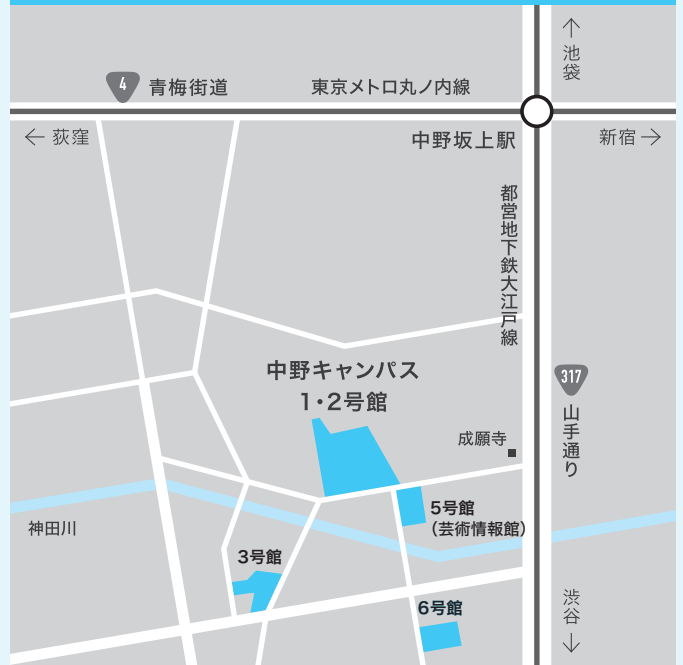 池袋
4
青梅街道
東京メトロ丸ノ内線
荻窪
中野坂上駅
新宿
都営地下鉄大江戸線
中野キャンパス
1・2号館
317
山手通り
成願寺
5号館
(芸術情報館)
神田川
3号館
6号館
渋谷